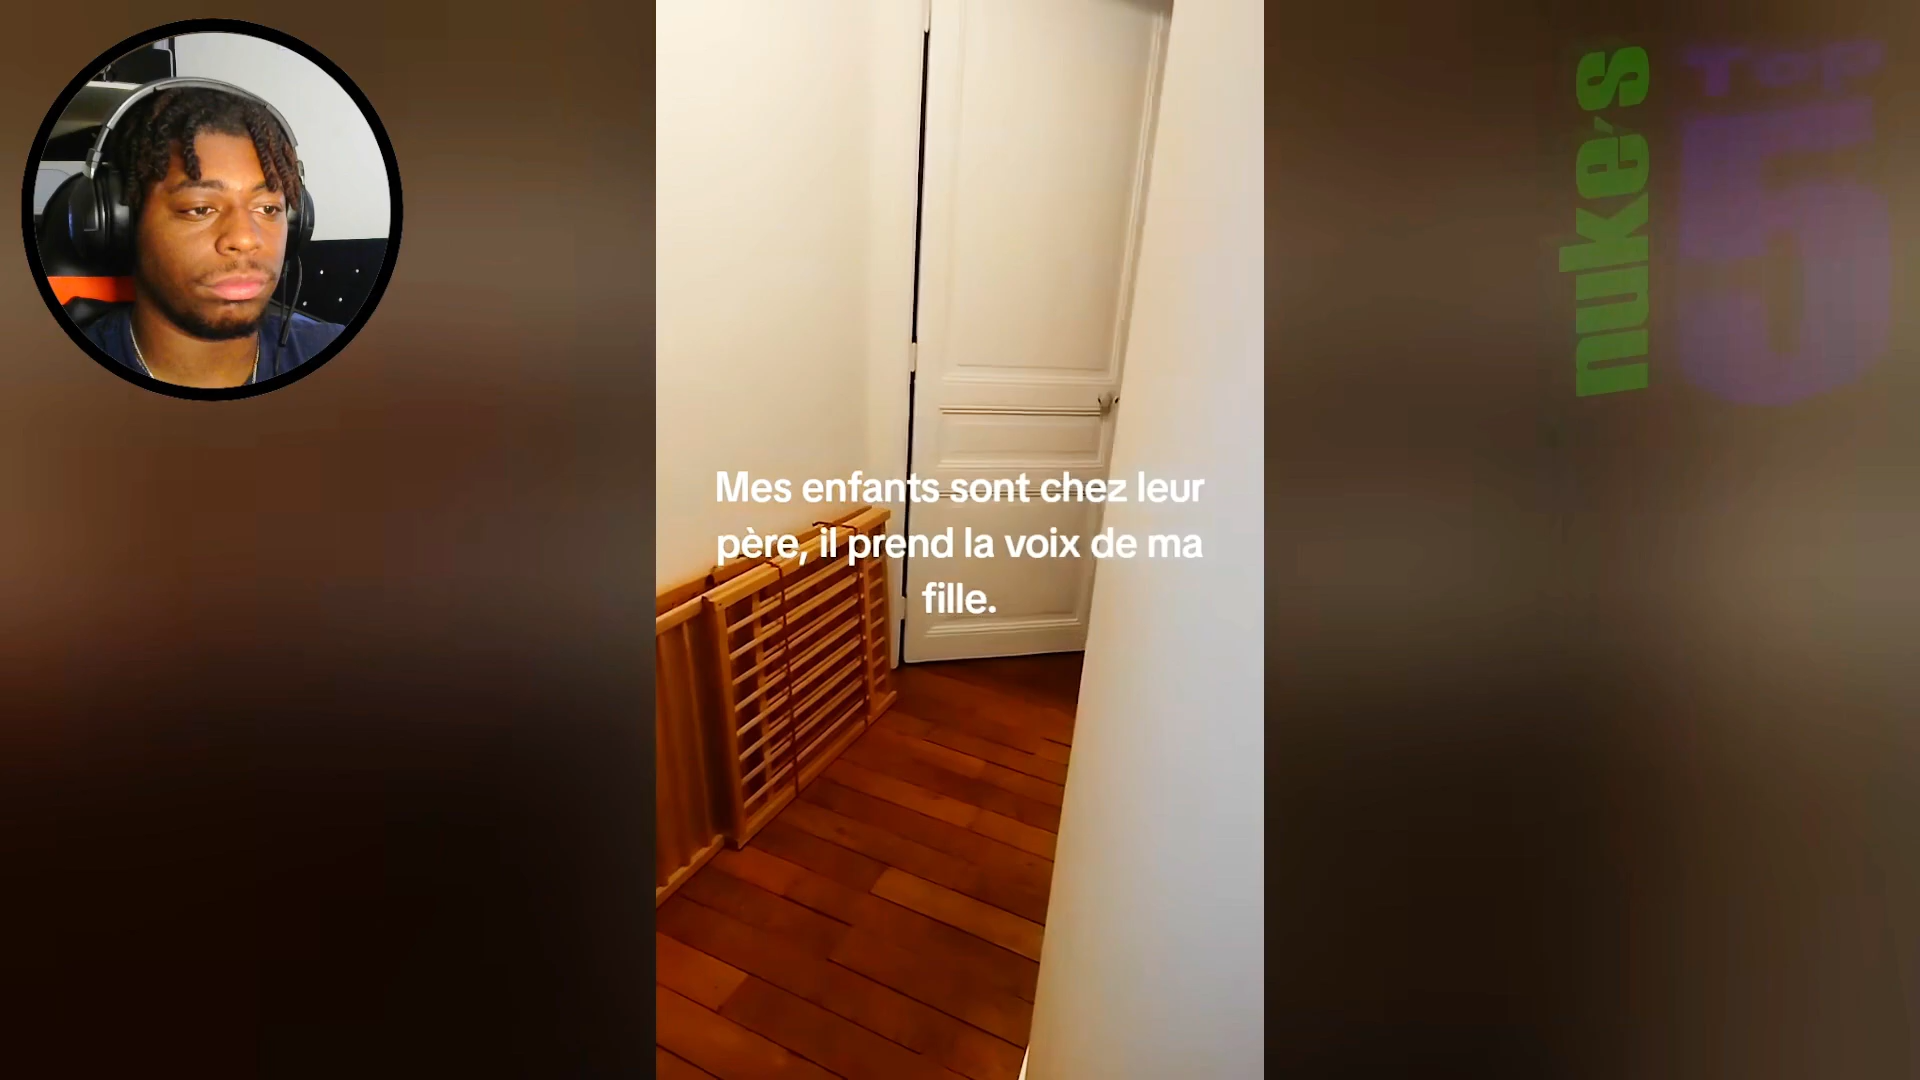 Mes enfants sont chez leur
père, il prend la voix de ma
fille.
nuke's
Top
5